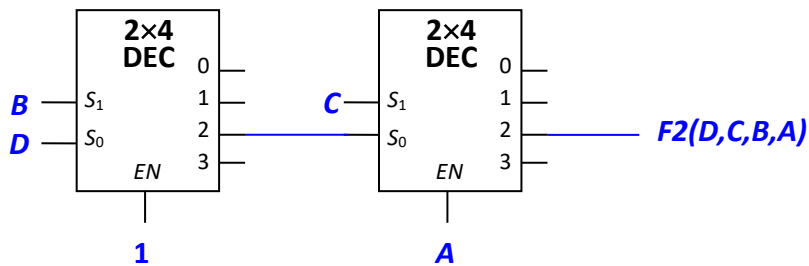 2×4
DEC
0
1
2
3
B
S1
D
S0
EN
1
2×4
DEC
0
1
2
3
C
S1
S0
EN
A
F2(D,C,B,A)